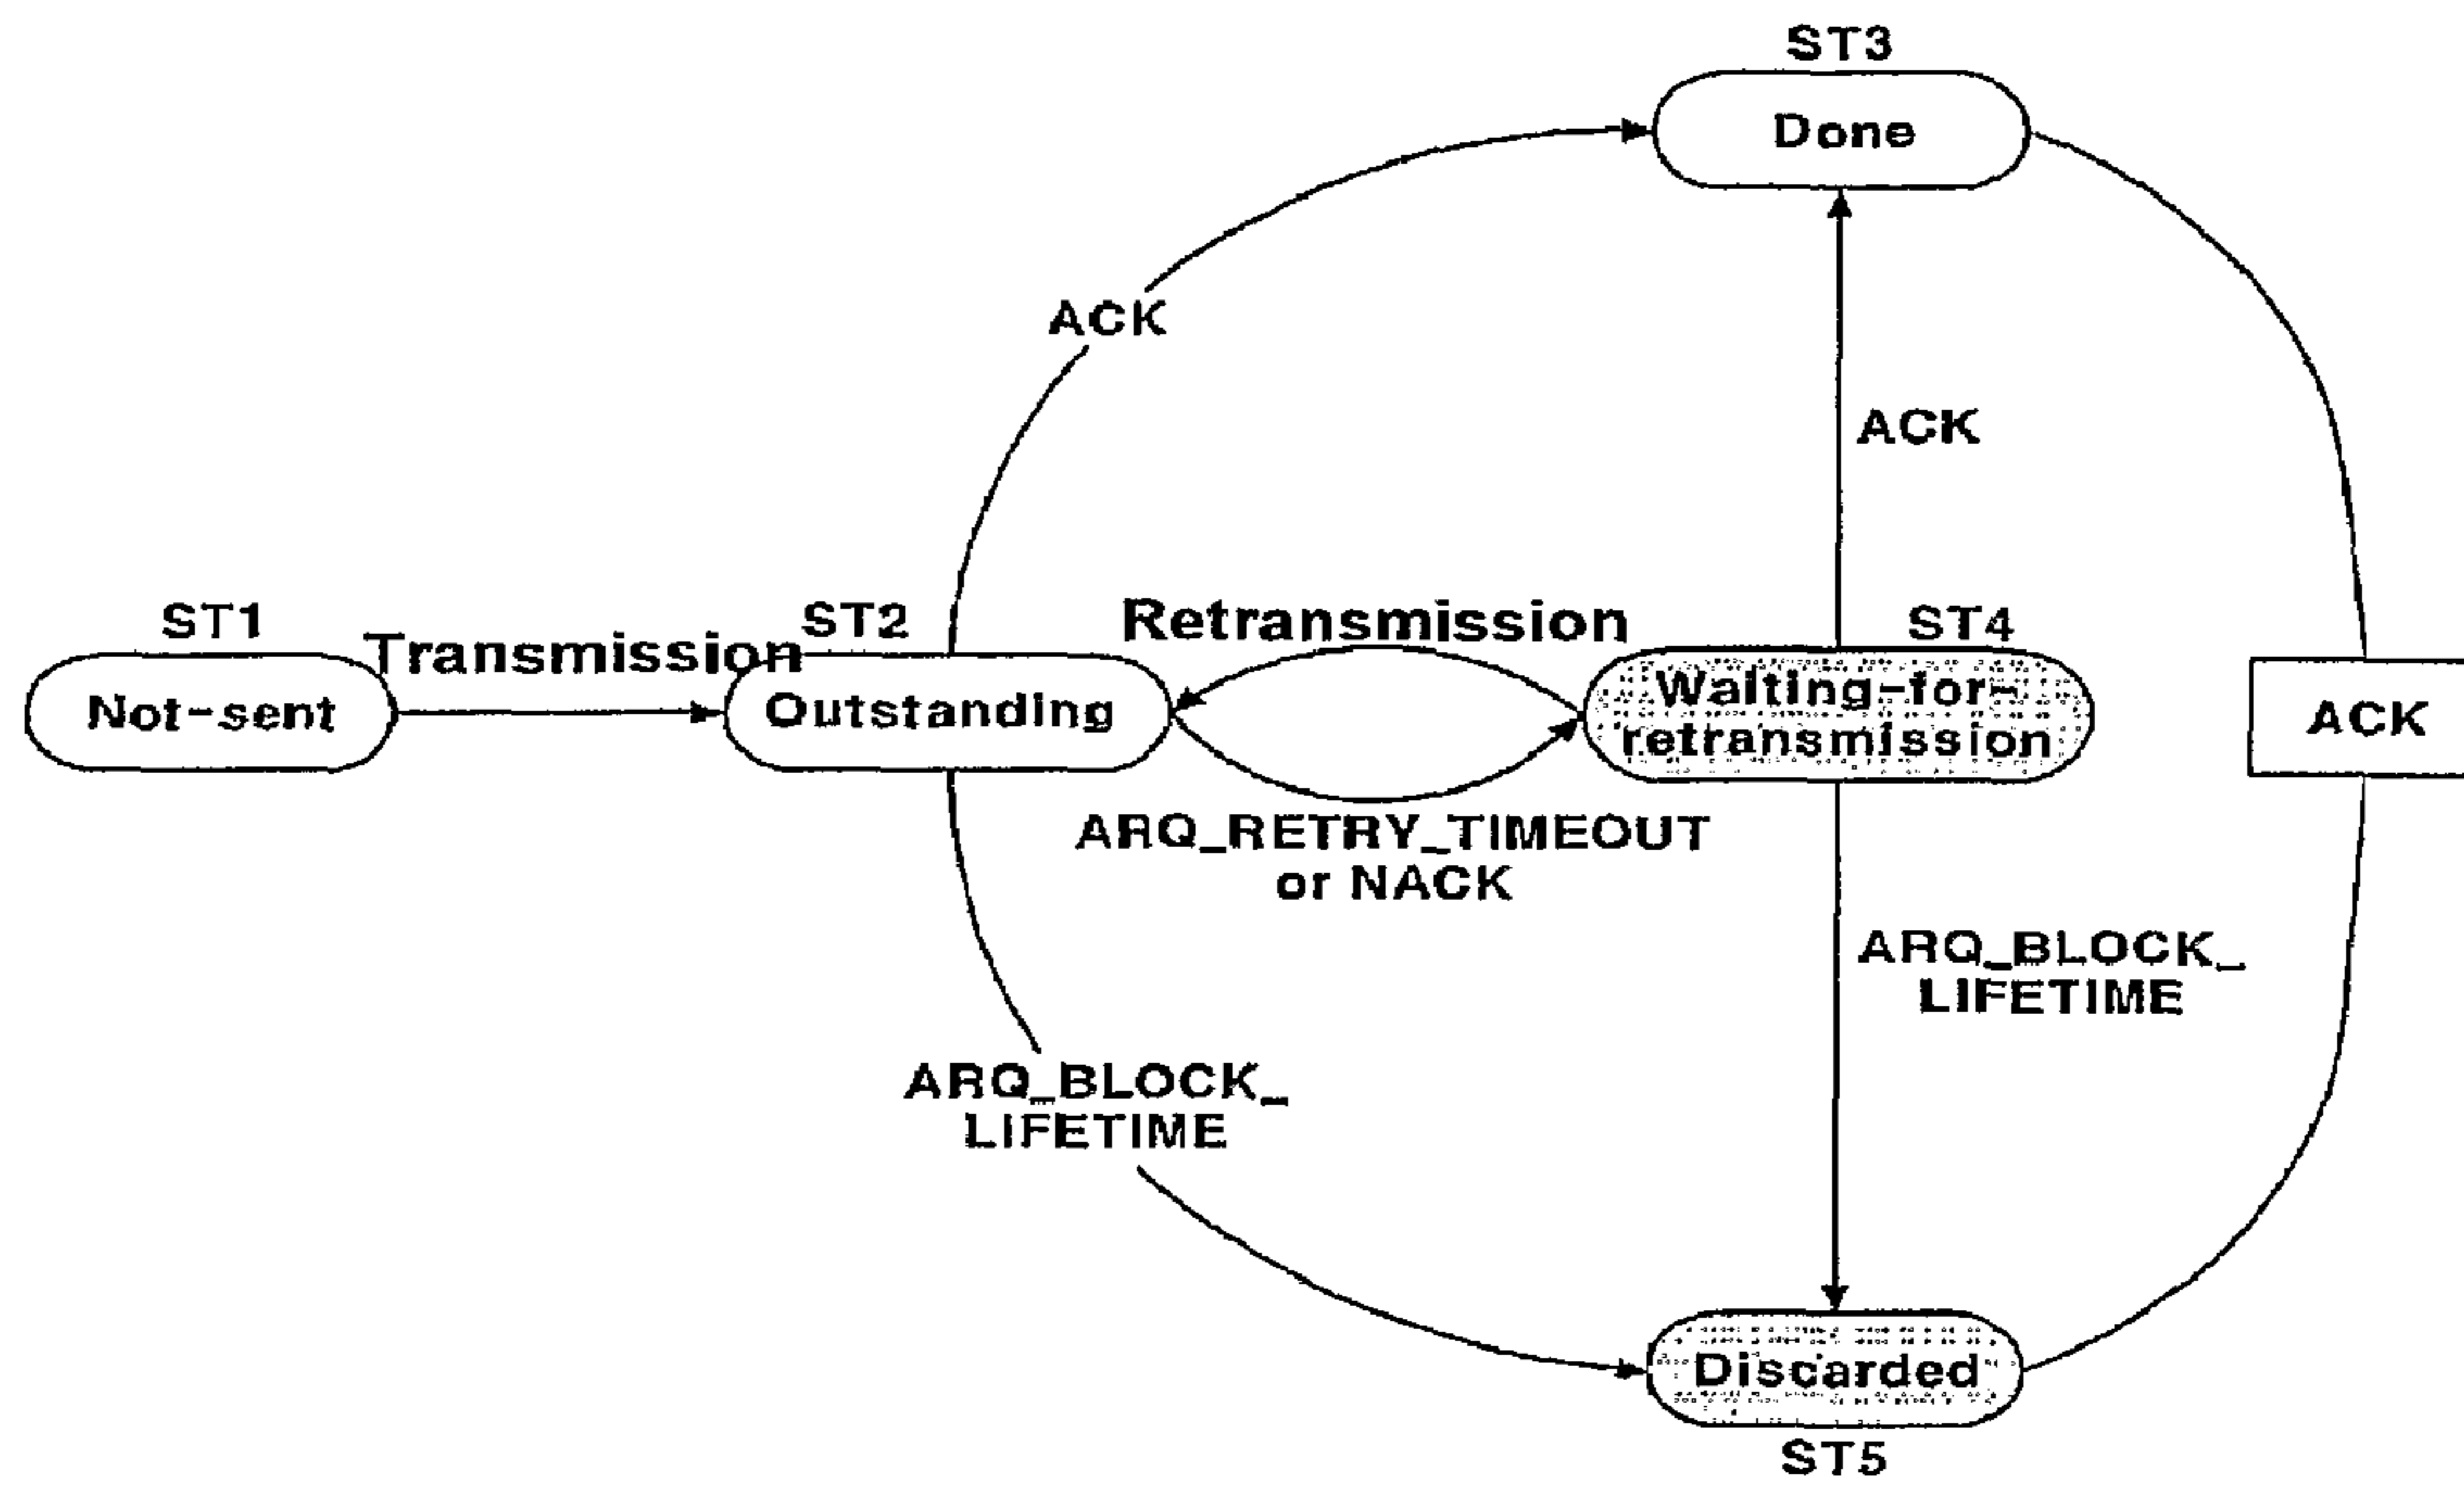 ST3
Done
ACK
ACK
ST1
Transmission
ST2
Retransmission
ST4
Not-sent
Outstanding
Waiting-for-
retransmission
ACK
ARQ_RETRY_TIMEOUT
or NACK
ARQ_BLOCK_
LIFETIME
ARQ_BLOCK_
LIFETIME
Discarded
ST5